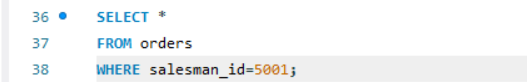 36 SELECT *
37 FROM orders
38 WHERE salesman_id=5001;